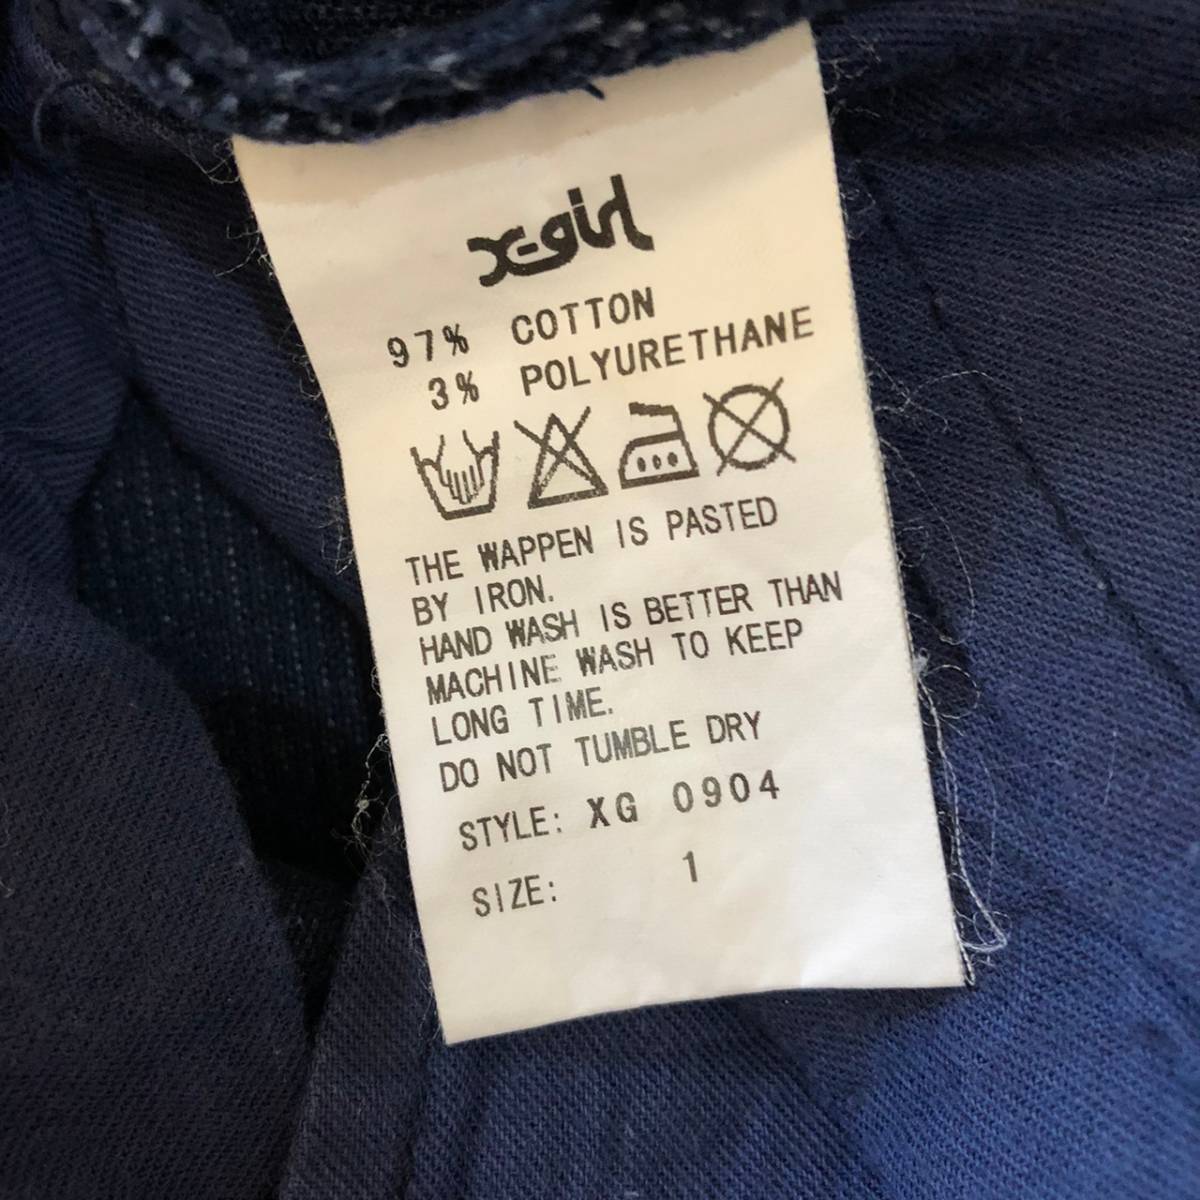 X-girl
97% COTTON
3% POLYURETHANE
THE WAPPEN IS PASTED
BY IRON.
HAND WASH IS BETTER THAN
MACHINE WASH TO KEEP
LONG TIME.
DO NOT TUMBLE DRY
STYLE: XG 0904
SIZE: 1